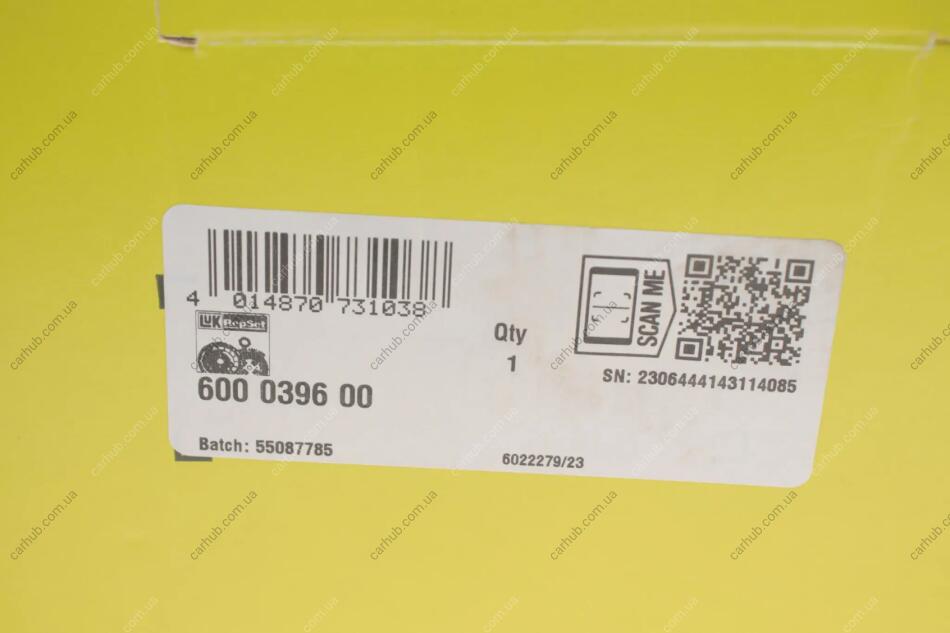 4 014870 731038
LUK RepSet
600 0396 00
Batch: 55087785
Qty
1
6022279/23
SCAN ME
SN: 2306444143114085
carhub.com.ua